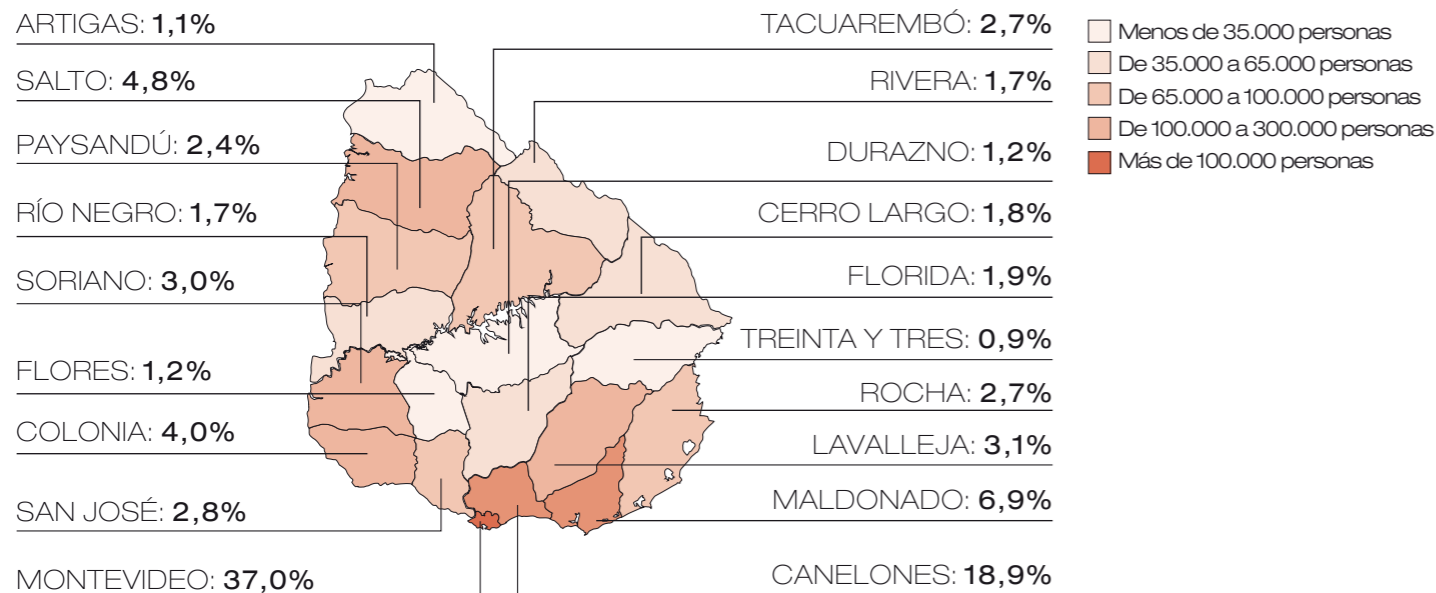 ARTIGAS: 1,1%
SALTO: 4,8%
PAYSANDÚ: 2,4%
RÍO NEGRO: 1,7%
SORIANO: 3,0%
FLORES: 1,2%
COLONIA: 4,0%
SAN JOSÉ: 2,8%
MONTEVIDEO: 37,0%
TACUAREMBÓ: 2,7%
RIVERA: 1,7%
DURAZNO: 1,2%
CERRO LARGO: 1,8%
FLORIDA: 1,9%
TREINTA Y TRES: 0,9%
ROCHA: 2,7%
LAVALLEJA: 3,1%
MALDONADO: 6,9%
CANELONES: 18,9%
Menos de 35.000 personas
De 35.000 a 65.000 personas
De 65.000 a 100.000 personas
De 100.000 a 300.000 personas
Más de 100.000 personas